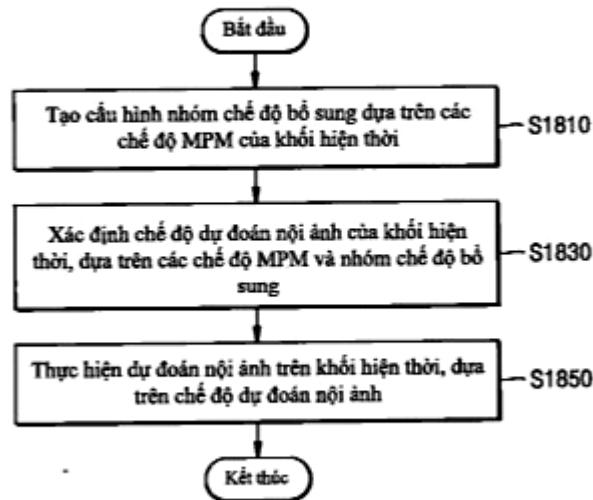 Bắt đầu
Tạo cấu hình nhóm chế độ bổ sung dựa trên các
chế độ MPM của khối hiện thời
S1810
Xác định chế độ dự đoán nội ảnh của khối hiện
thời, dựa trên các chế độ MPM và nhóm chế độ bổ
sung
S1830
Thực hiện dự đoán nội ảnh trên khối hiện thời, dựa
trên chế độ dự đoán nội ảnh
S1850
Kết thúc